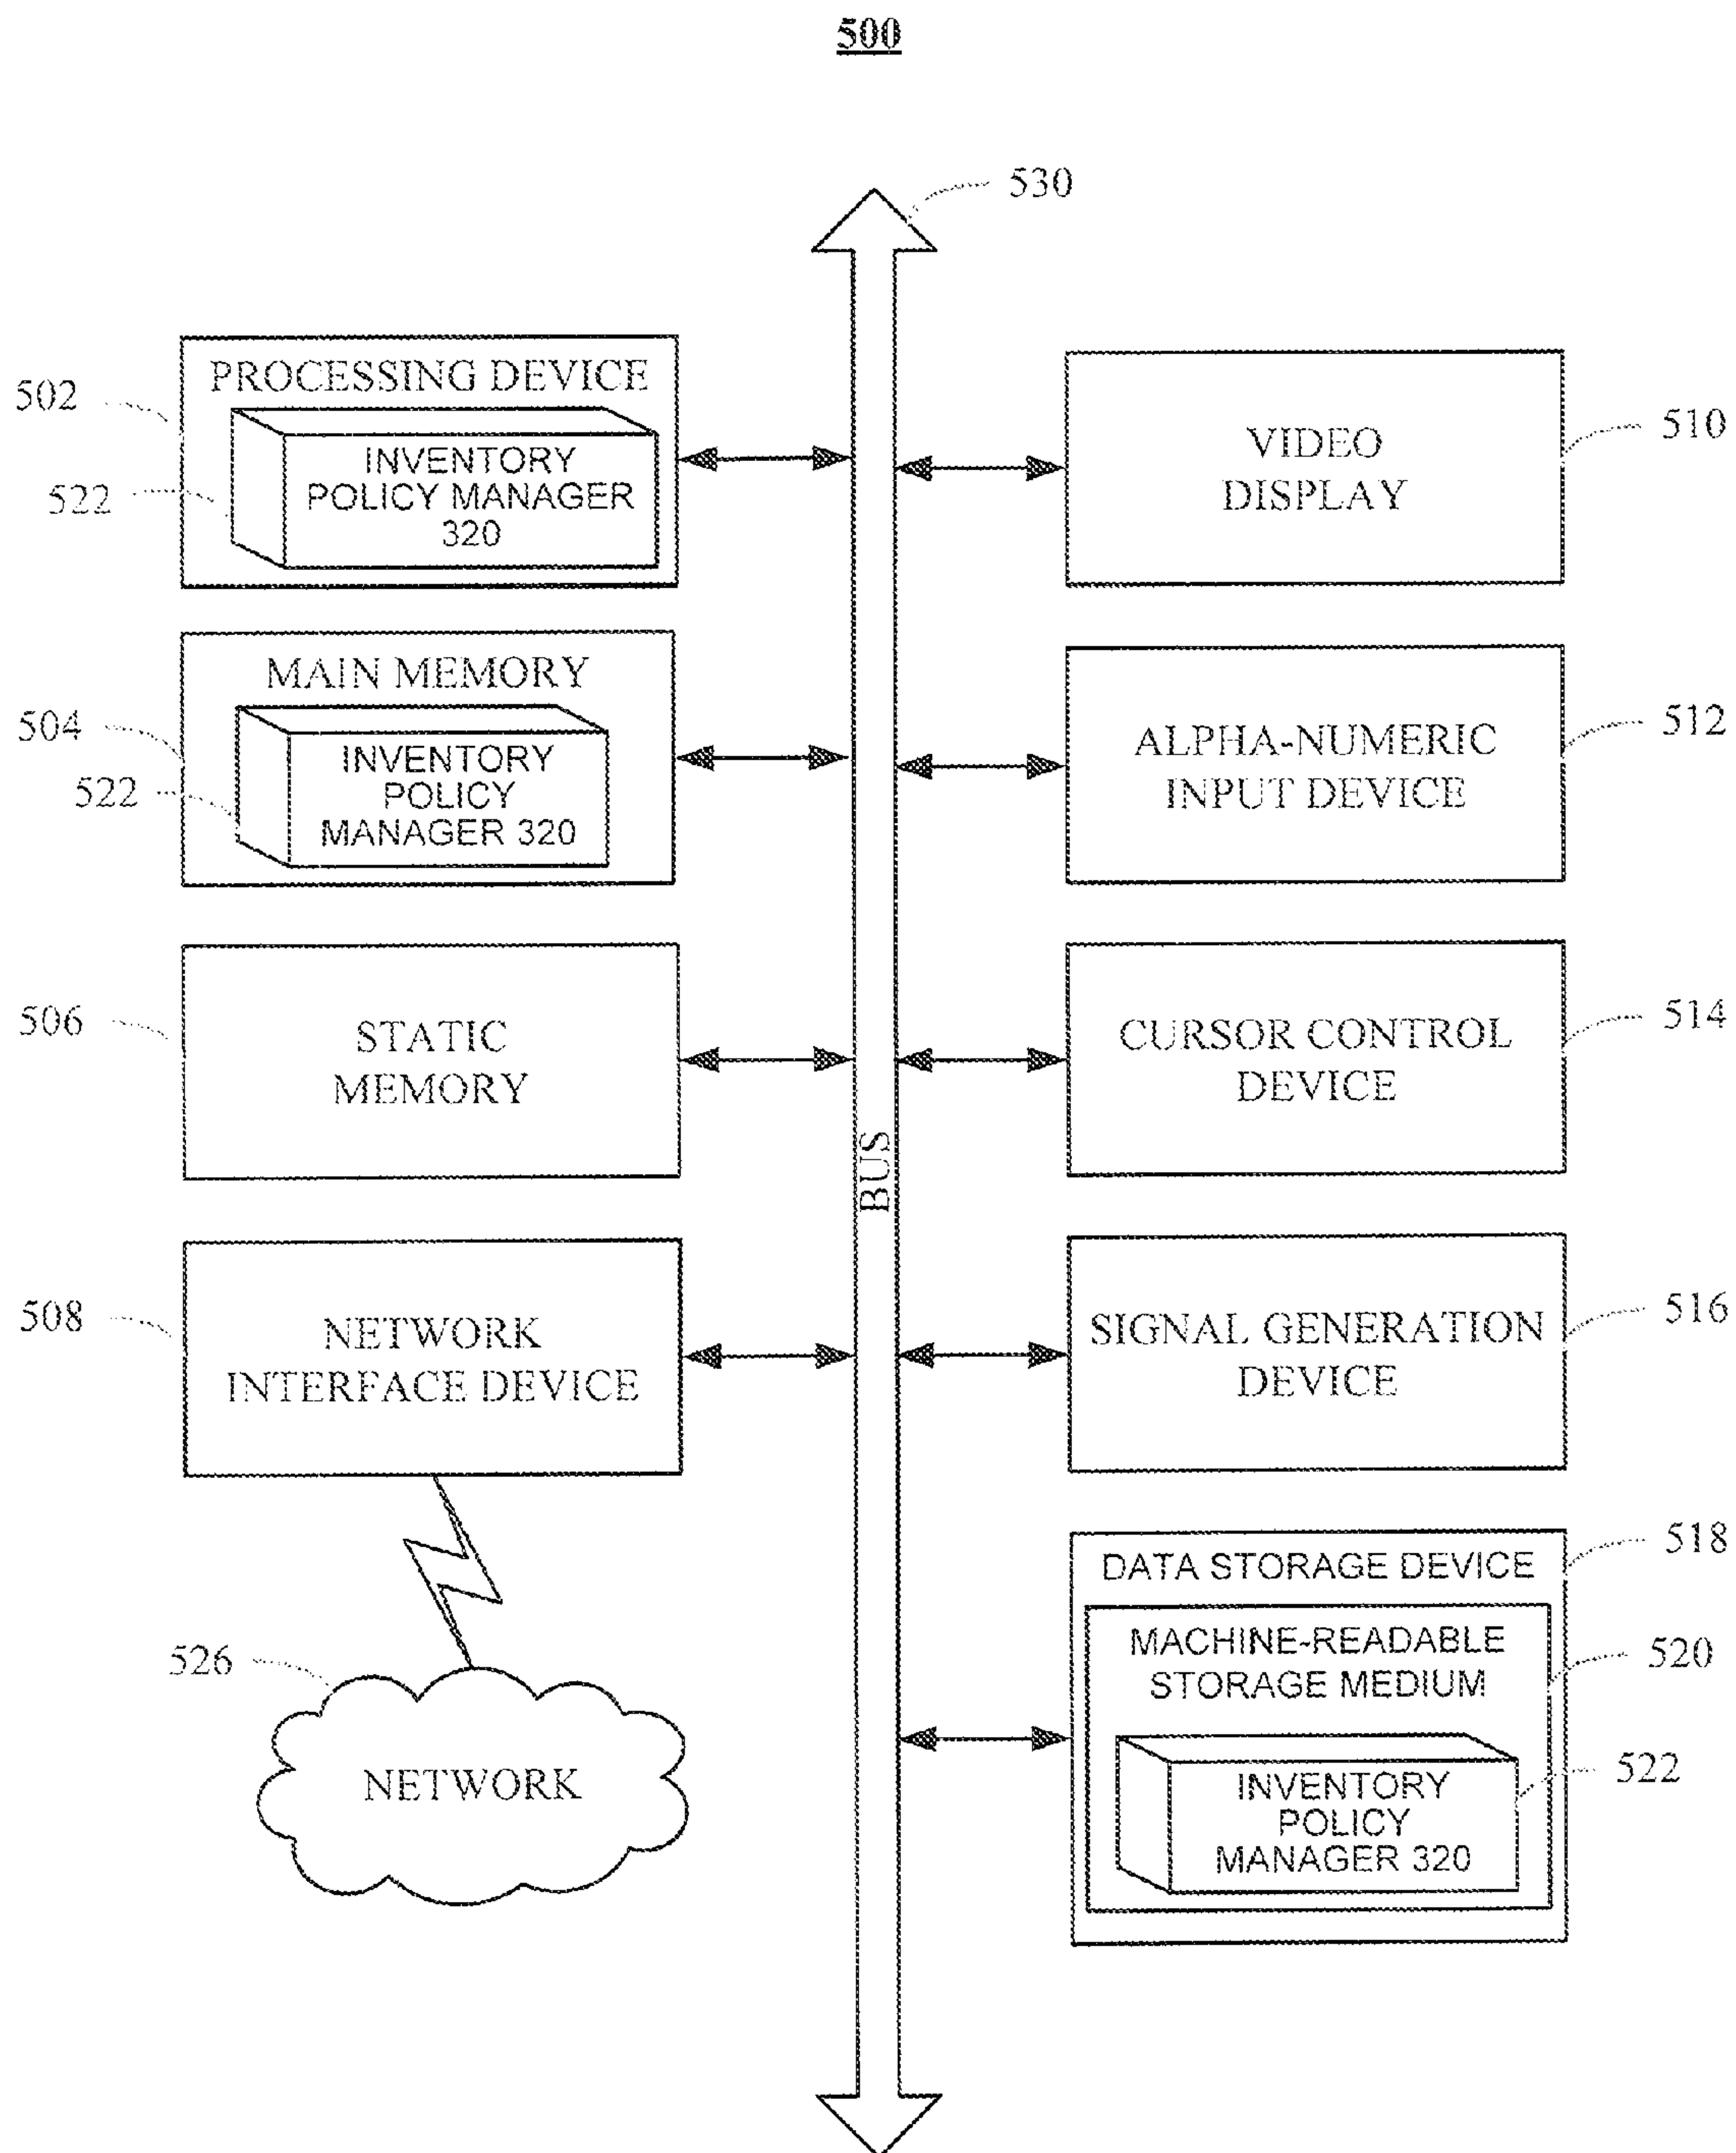 500
530
502
PROCESSING DEVICE
522
INVENTORY
POLICY MANAGER
320
504
MAIN MEMORY
522
INVENTORY
POLICY
MANAGER 320
506
STATIC
MEMORY
508
NETWORK
INTERFACE DEVICE
526
NETWORK
BUS
VIDEO
DISPLAY
510
ALPHA-NUMERIC
INPUT DEVICE
512
CURSOR CONTROL
DEVICE
514
SIGNAL GENERATION
DEVICE
516
DATA STORAGE DEVICE
518
MACHINE-READABLE
STORAGE MEDIUM
520
INVENTORY
POLICY
MANAGER 320
522